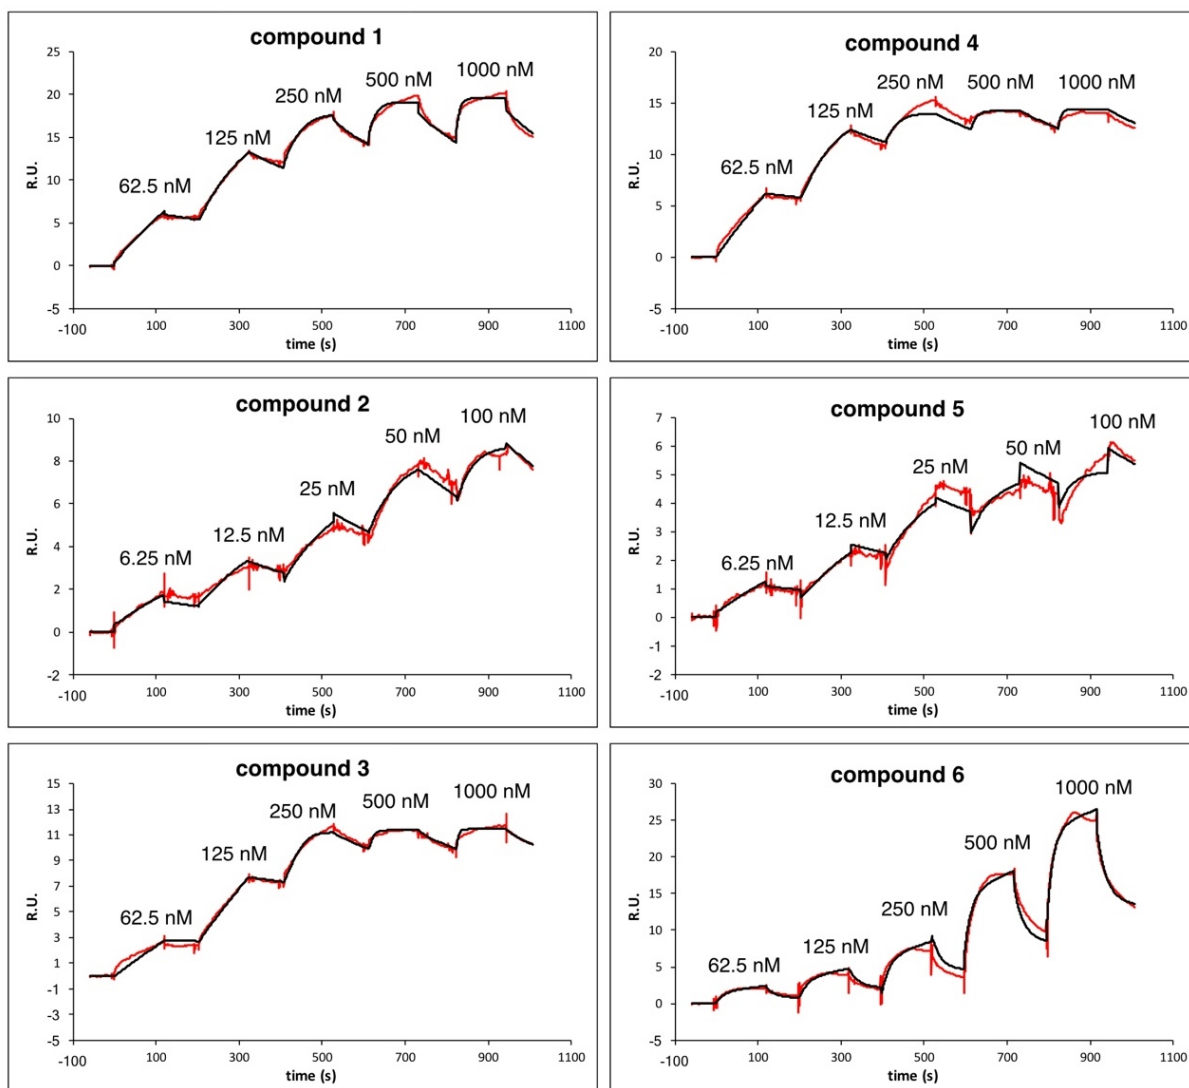 compound 1
25
20
15
10
5
0
-5
R.U.
62.5 nM
125 nM
250 nM
500 nM
1000 nM
-100
100
300
500
700
900
1100
time (s)
compound 4
20
15
10
5
0
-5
R.U.
62.5 nM
125 nM
250 nM
500 nM
1000 nM
-100
100
300
500
700
900
1100
time (s)
compound 2
10
8
6
4
2
0
-2
R.U.
6.25 nM
12.5 nM
25 nM
50 nM
100 nM
-100
100
300
500
700
900
1100
time (s)
compound 5
7
6
5
4
3
2
1
0
-1
-2
R.U.
6.25 nM
12.5 nM
25 nM
50 nM
100 nM
-100
100
300
500
700
900
1100
time (s)
compound 3
15
13
11
9
7
5
3
1
-1
-3
-5
R.U.
62.5 nM
125 nM
250 nM
500 nM
1000 nM
-100
100
300
500
700
900
1100
time (s)
compound 6
30
25
20
15
10
5
0
-5
R.U.
62.5 nM
125 nM
250 nM
500 nM
1000 nM
-100
100
300
500
700
900
1100
time (s)